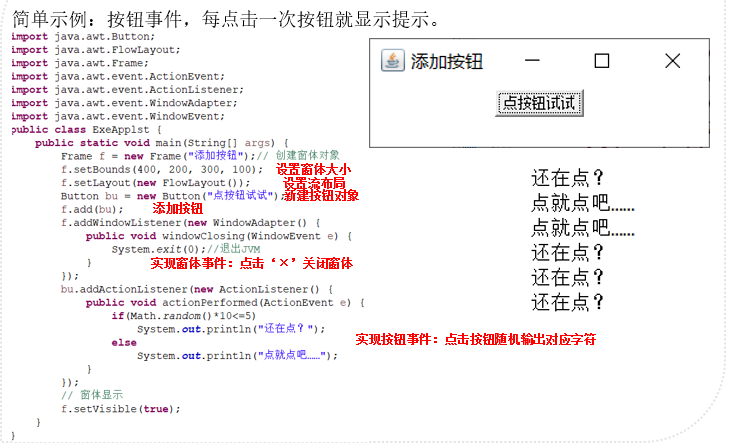 简单示例：按钮事件，每点击一次按钮就显示提示。
import java.awt.Button;
import java.awt.FlowLayout;
import java.awt.Frame;
import java.awt.event.ActionEvent;
import java.awt.event.ActionListener;
import java.awt.event.WindowAdapter;
import java.awt.event.WindowEvent;
public class ExeApplst {
public static void main(String[] args) {
Frame f = new Frame("添加按钮");// 创建窗体对象
f.setBounds(400, 200, 300, 100); 设置窗体大小
f.setLayout(new FlowLayout()); 设置流布局
Button bu = new Button("点按钮试试");新建按钮对象
f.add(bu); 添加按钮
f.addWindowListener(new WindowAdapter() {
public void windowClosing(WindowEvent e) {
System.exit(0);//退出JVM
}
实现窗体事件：点击‘×’关闭窗体
});
bu.addActionListener(new ActionListener() {
public void actionPerformed(ActionEvent e) {
if(Math.random()*10<=5)
System.out.println("还在点？");
else
实现按钮事件：点击按钮随机输出对应字符
System.out.println("点就点吧……");
}
});
// 窗体显示
f.setVisible(true);
}
}
添加按钮
点按钮试试
还在点？
点就点吧……
点就点吧……
还在点？
还在点？
还在点？